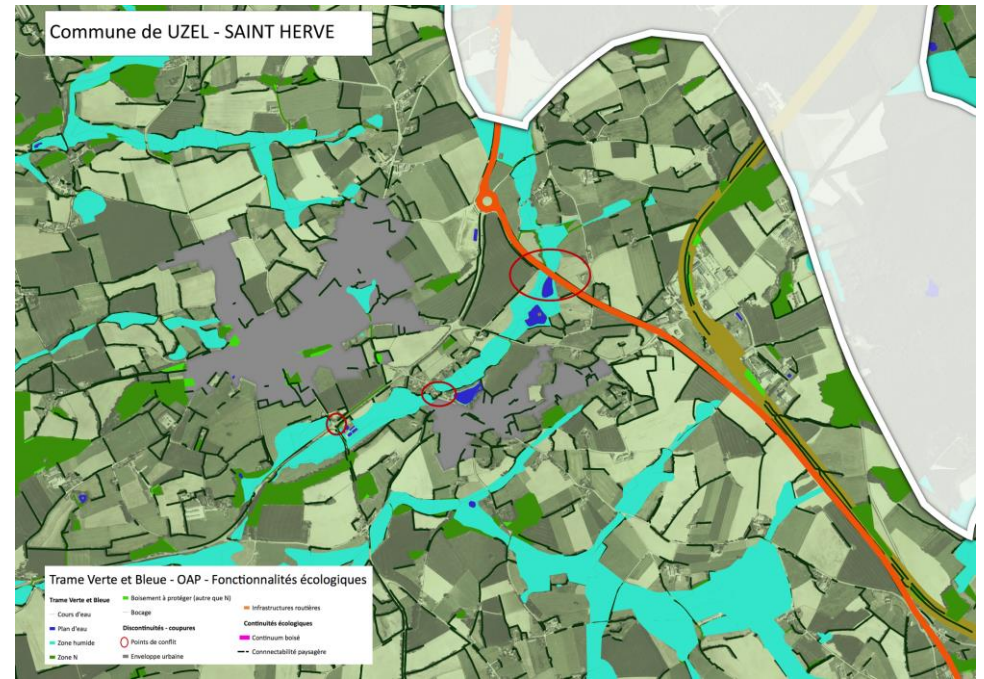 Commune de UZEL - SAINT HERVE
Trame Verte et Bleue - OAP - Fonctionnalités écologiques
Trame Verte et Bleue
Cours d'eau
Plan d'eau
Zone humide
Zone N
Boisement à protéger (autre que N)
Bocage
Discontinuités - coupures
Points de conflit
Enveloppe urbaine
Infrastructures routières
Continuités écologiques
Continuum boisé
Connnectabilité paysagère